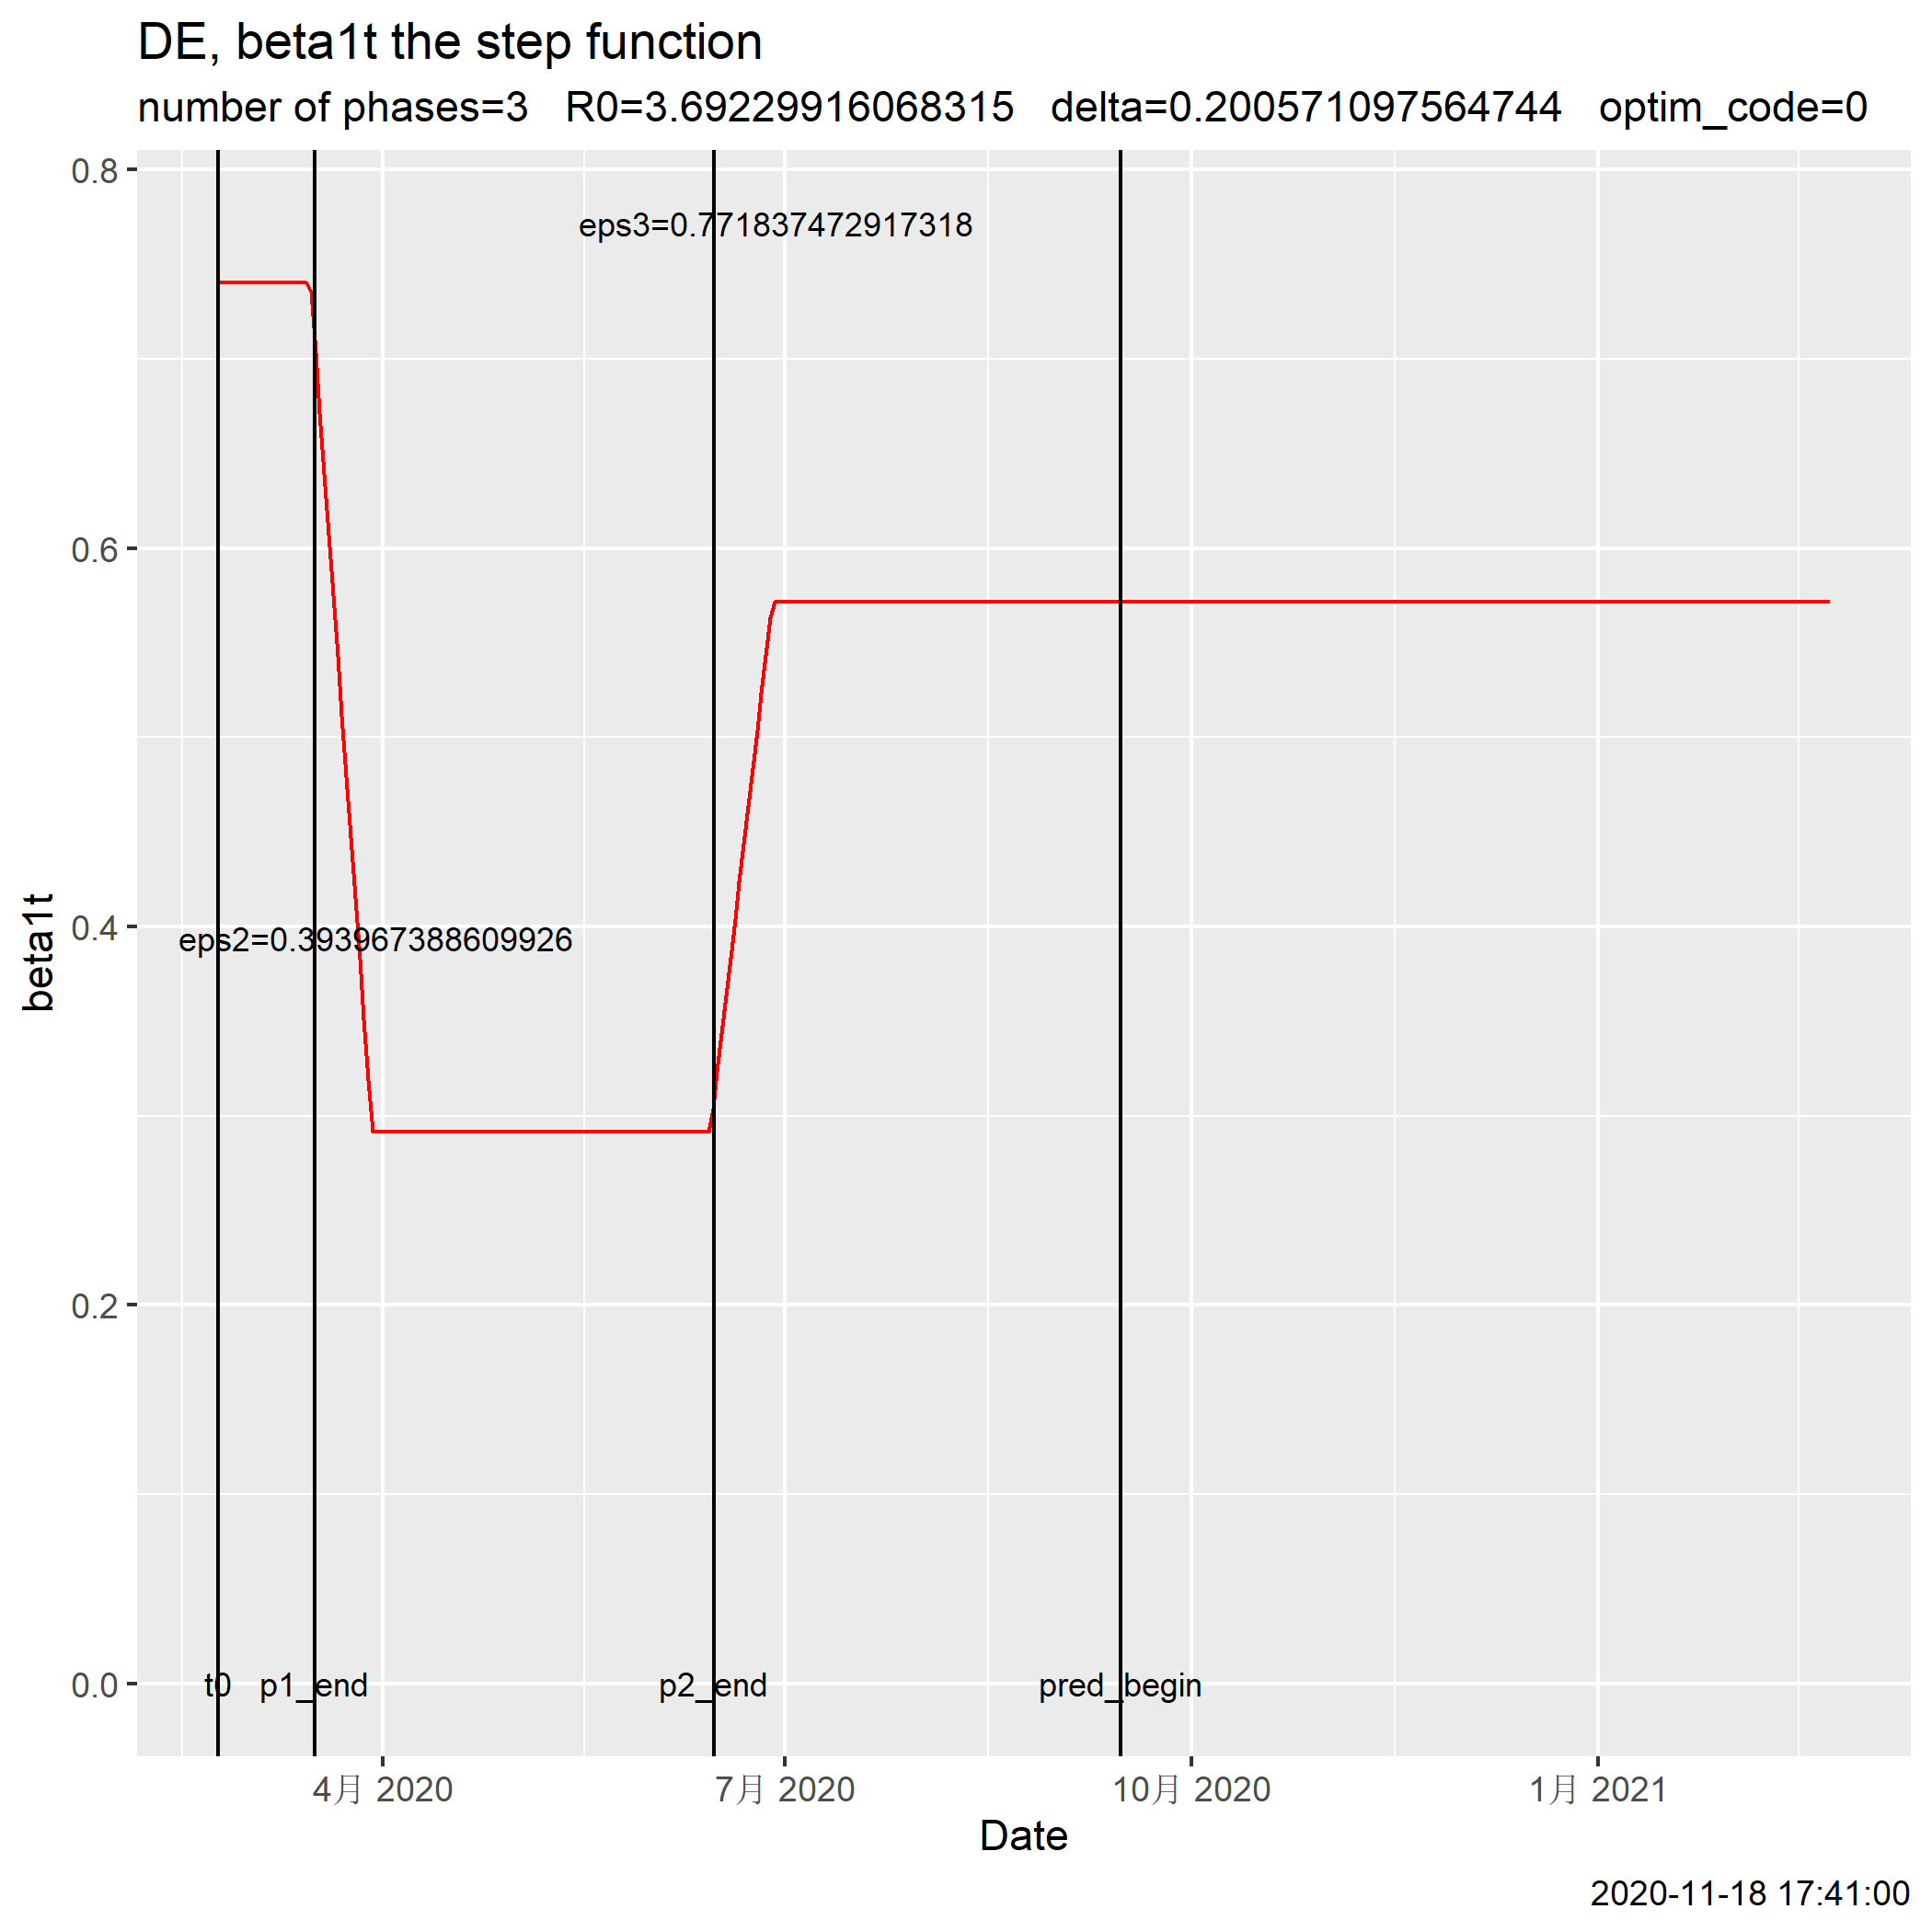 DE, beta1t the step function
number of phases=3   R0=3.69229916068315   delta=0.200571097564744   optim_code=0
0.8
eps3=0.771837472917318
0.6
beta1t
0.4
eps2=0.393967388609926
0.2
0.0
t0 p1_end p2_end pred_begin
4月 2020 7月 2020 10月 2020 1月 2021
Date
2020-11-18 17:41:00